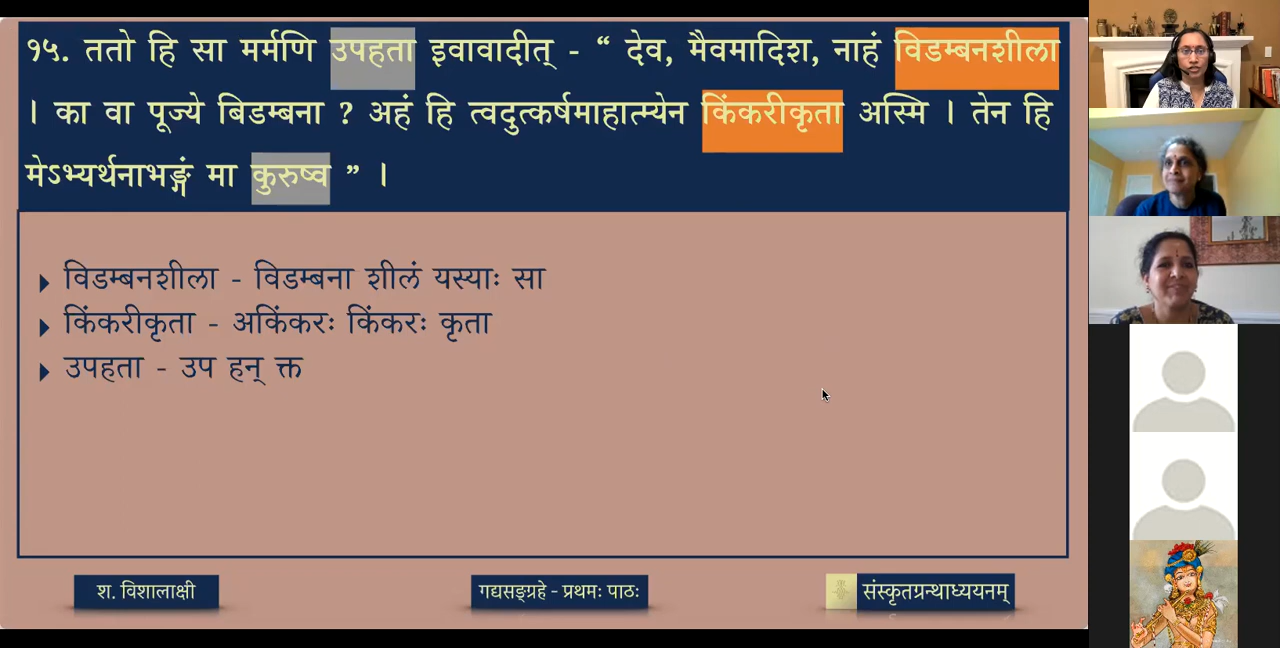 १५. ततो हि सा मर्मणि उपहता इवावादीत् - “ देव, मैवमादिश, नाहं विडम्बनशीला
। का वा पूज्ये बिडम्बना ? अहं हि त्वदुत्कर्षमाहात्म्येन किंकरीकृता अस्मि । तेन हि
मेऽभ्यर्थनाभङ्गं मा कुरुष्व ” ।
विडम्बनशीला - विडम्बना शीलं यस्याः सा
किंकरीकृता - अकिंकरः किंकरः कृता
उपहता - उप हन् क्त
श. विशालाक्षी
गद्यसङ्ग्रहे - प्रथमः पाठः
संस्कृतग्रन्थाध्ययनम्